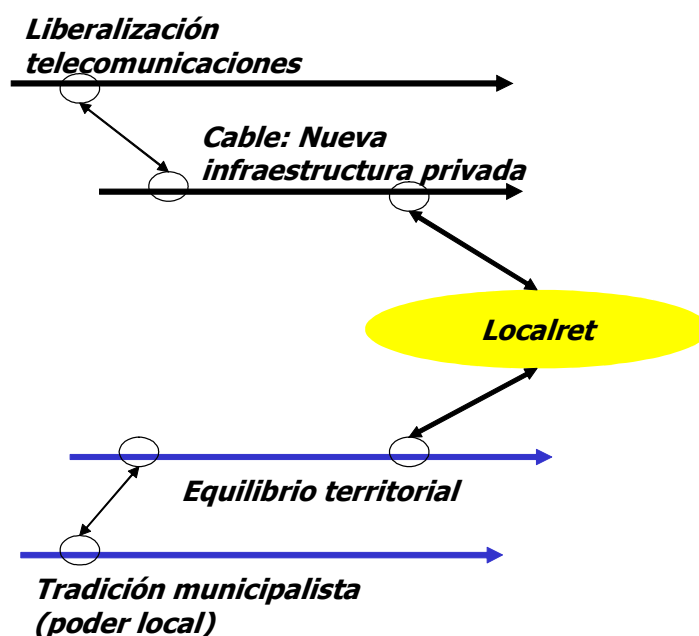 Liberalización
telecomunicaciones
Cable: Nueva
infraestructura privada
Localret
Equilibrio territorial
Tradición municipalista
(poder local)